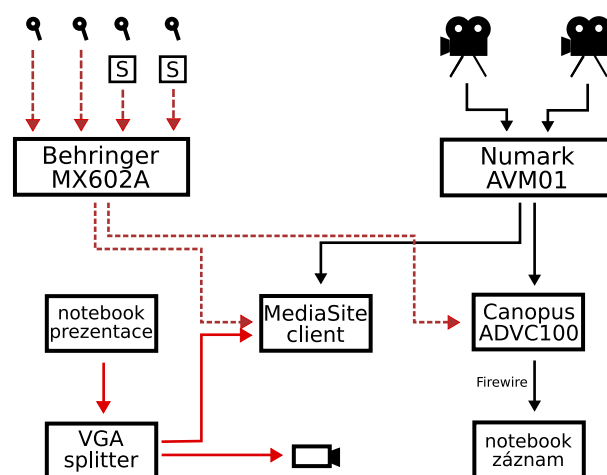 S S
Behringer
MX602A
Numark
AVM01
notebook
prezentace
MediaSite
client
Canopus
ADVC100
Firewire
VGA
splitter
notebook
záznam